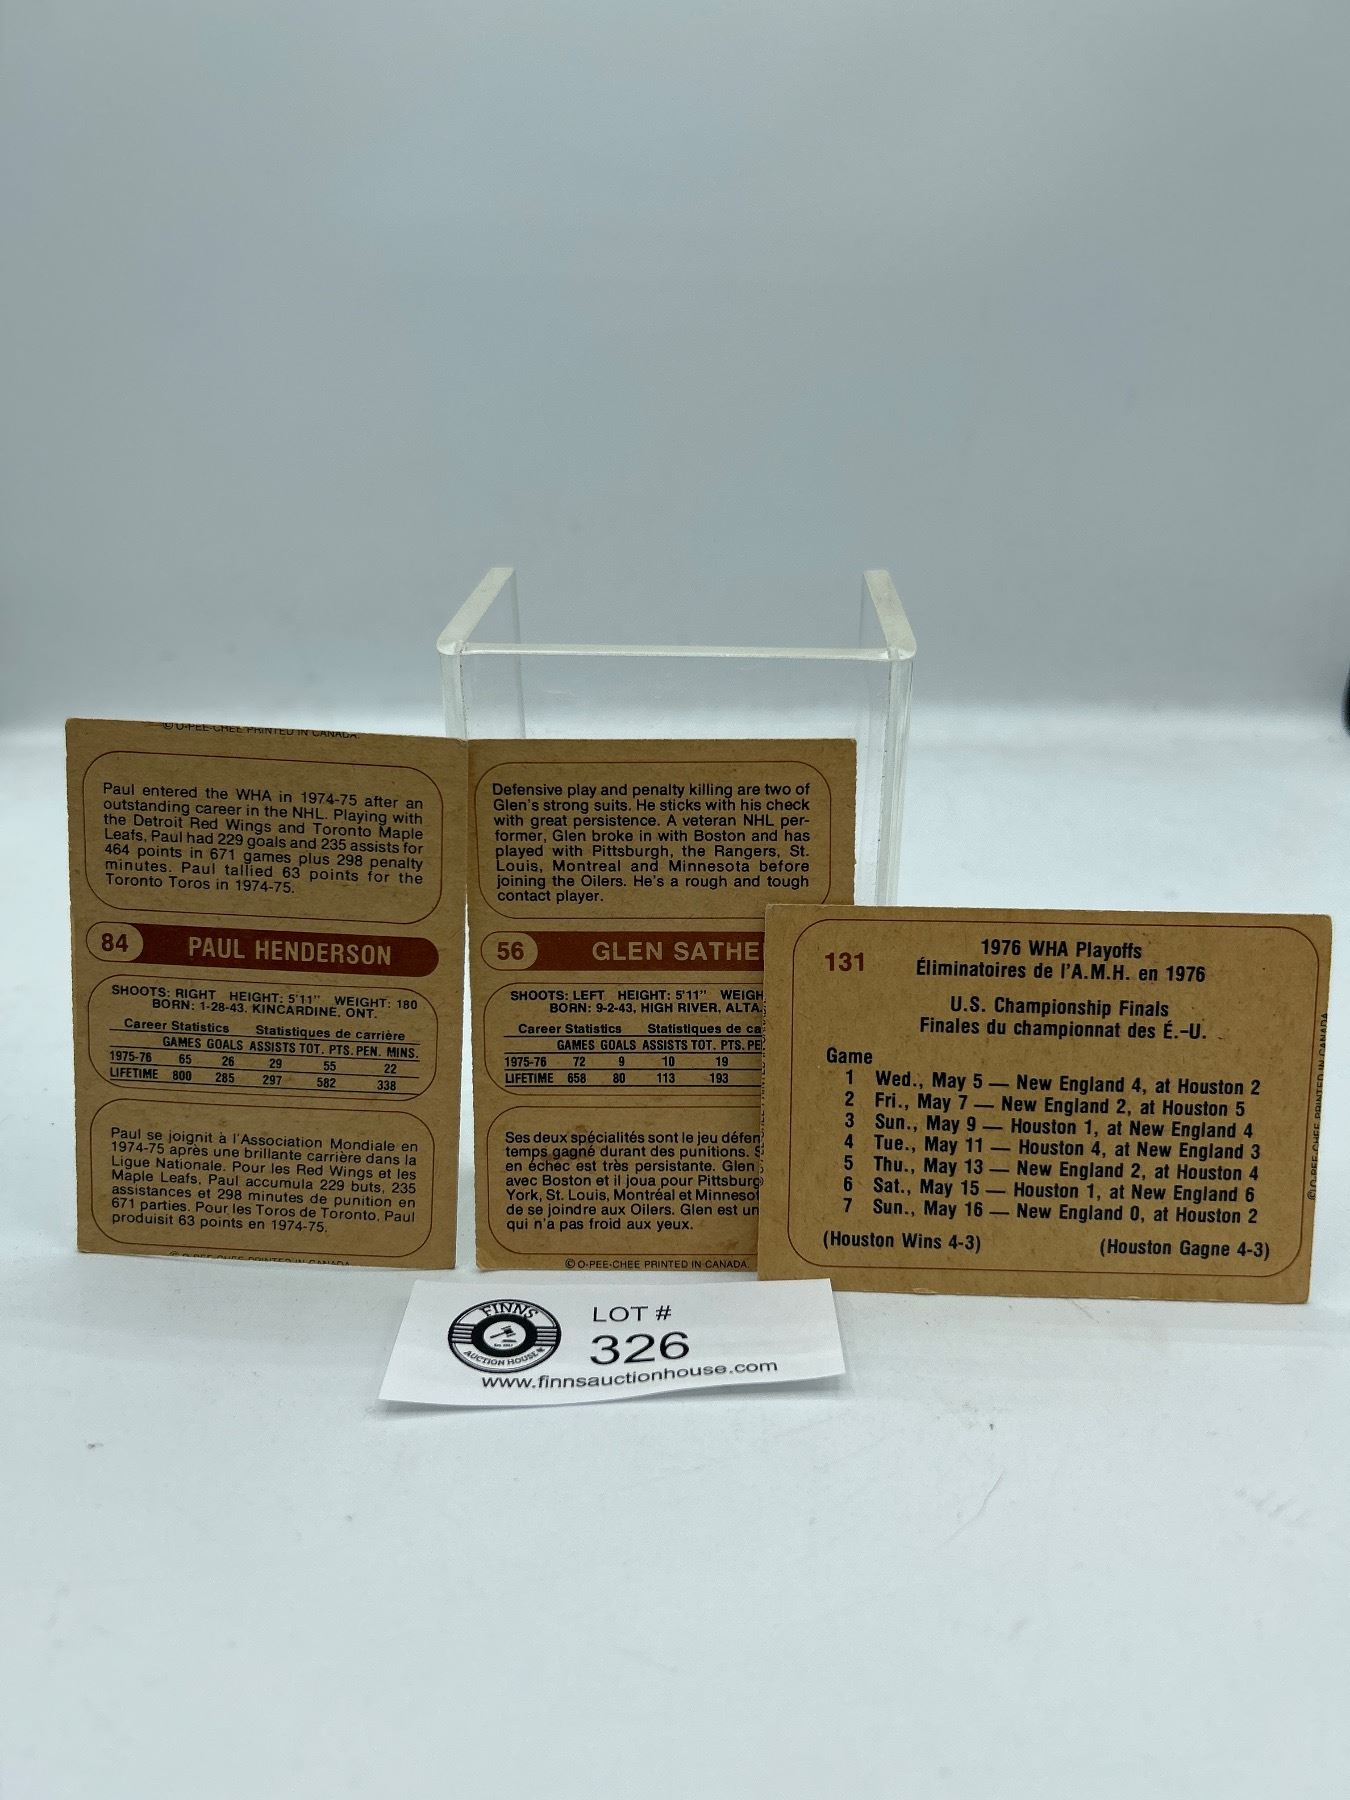 © O-PEE-CHEE PRINTED IN CANADA.
Paul entered the WHA in 1974-75 after an
outstanding career in the NHL. Playing with
the Detroit Red Wings and Toronto Maple
Leafs, Paul had 229 goals and 235 assists for
464 points in 671 games plus 298 penalty
minutes. Paul tallied 63 points for the
Toronto Toros in 1974-75.
84 PAUL HENDERSON
SHOOTS: RIGHT HEIGHT: 5'11" WEIGHT: 180
BORN: 1-28-43, KINCARDINE, ONT.
Career Statistics Statistiques de carrière
GAMES GOALS ASSISTS TOT. PTS. PEN. MINS.
1975-76 65 26 29 55 22
LIFETIME 800 285 297 582 338
Paul se joignit à l'Association Mondiale en
1974-75 après une brillante carrière dans la
Ligue Nationale. Pour les Red Wings et les
Maple Leafs, Paul accumula 229 buts, 235
assistances et 298 minutes de punition en
671 parties. Pour les Toros de Toronto, Paul
produisit 63 points en 1974-75.
© O-PEE-CHEE PRINTED IN CANADA
Defensive play and penalty killing are two of
Glen's strong suits. He sticks with his check
with great persistence. A veteran NHL per-
former, Glen broke in with Boston and has
played with Pittsburgh, the Rangers, St.
Louis, Montreal and Minnesota before
joining the Oilers. He's a rough and tough
contact player.
56 GLEN SATHE
SHOOTS: LEFT HEIGHT: 5'11" WEIGH
BORN: 9-2-43, HIGH RIVER, ALTA.
Career Statistics Statistiques de ca
GAMES GOALS ASSISTS TOT. PTS. PE
1975-76 72 9 10 19
LIFETIME 658 80 113 193
Ses deux spécialités sont le jeu défen
temps gagné durant des punitions. S
en échec est très persistante. Glen
avec Boston et il joua pour Pittsburg
York, St. Louis, Montréal et Minnesot
de se joindre aux Oilers. Glen est un
qui n'a pas froid aux yeux.
© O-PEE-CHEE PRINTED IN CANADA.
131
1976 WHA Playoffs
Éliminatoires de l'A.M.H. en 1976
U.S. Championship Finals
Finales du championnat des É.-U.
Game
1 Wed., May 5 — New England 4, at Houston 2
2 Fri., May 7 — New England 2, at Houston 5
3 Sun., May 9 — Houston 1, at New England 4
4 Tue., May 11 — Houston 4, at New England 3
5 Thu., May 13 — New England 2, at Houston 4
6 Sat., May 15 — Houston 1, at New England 6
7 Sun., May 16 — New England 0, at Houston 2
(Houston Wins 4-3) (Houston Gagne 4-3)
© O-PEE-CHEE PRINTED IN CANADA
FINNS
AUCTION HOUSE
LOT #
326
www.finnsauctionhouse.com